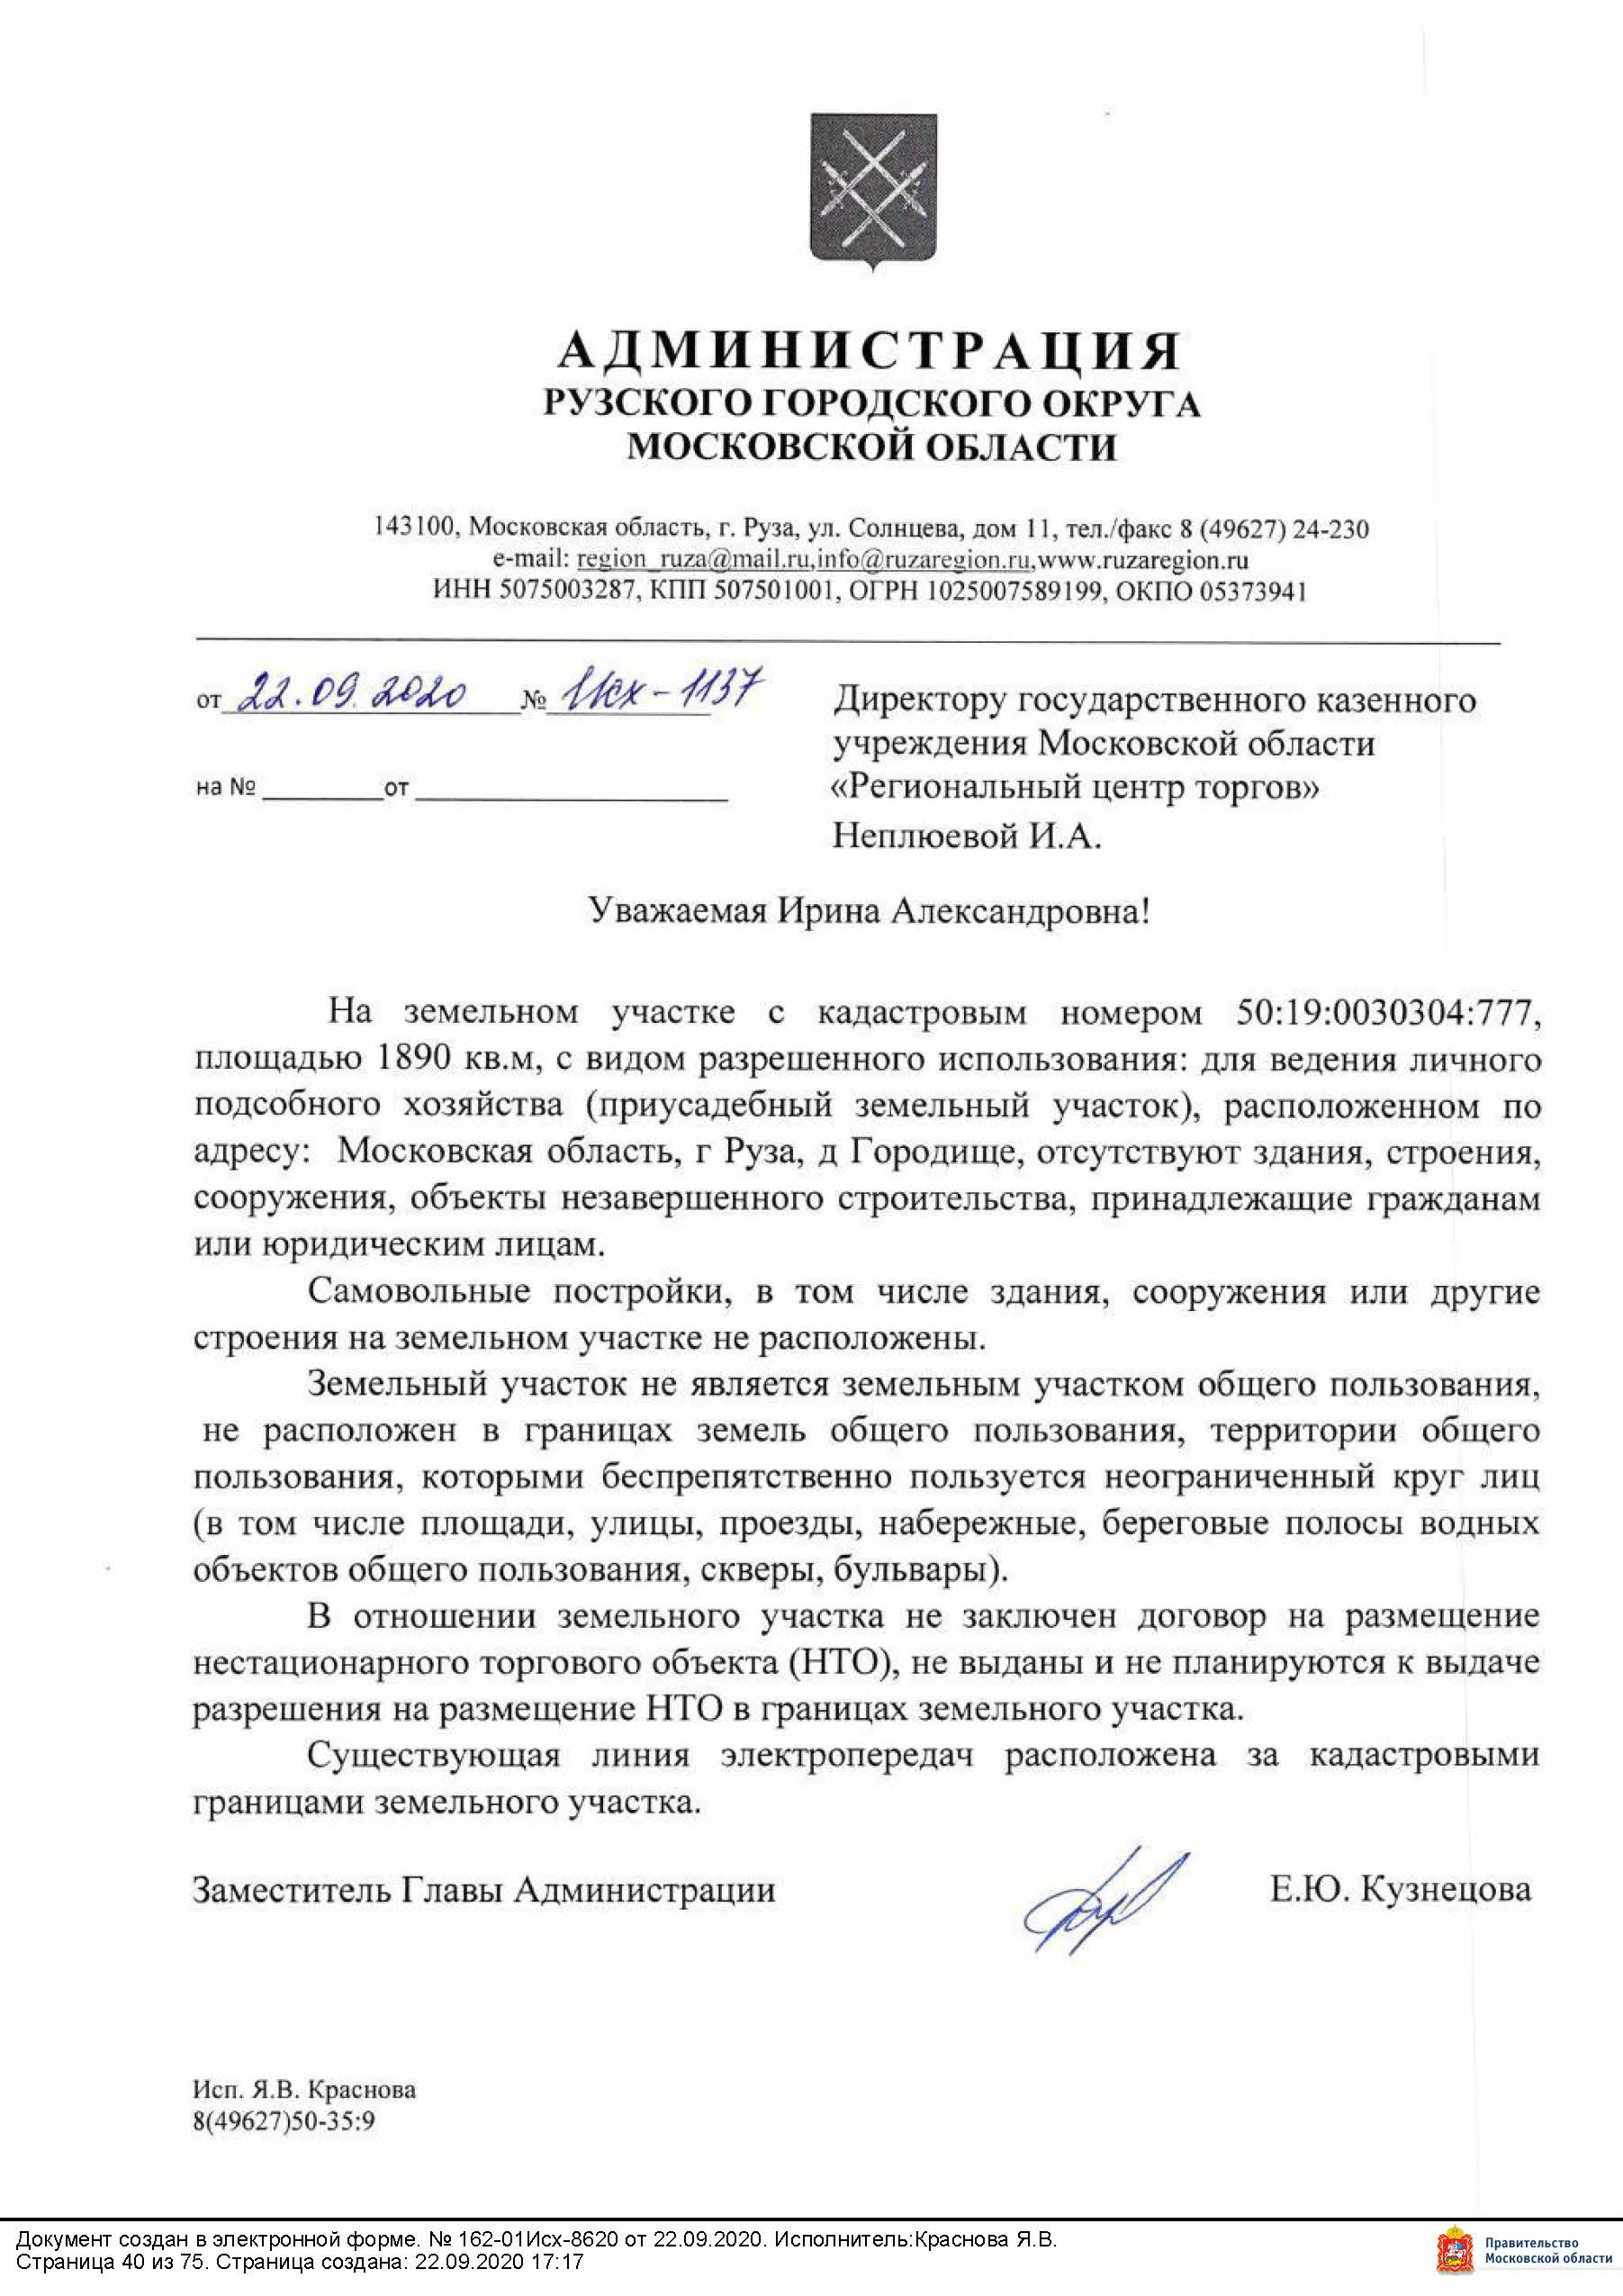 АДМИНИСТРАЦИЯ
РУЗСКОГО ГОРОДСКОГО ОКРУГА
МОСКОВСКОЙ ОБЛАСТИ
143100, Московская область, г. Руза, ул. Солнцева, дом 11, тел./факс 8 (49627) 24-230
e-mail: region_ruza@mail.ru,info@ruzaregion.ru,www.ruzaregion.ru
ИНН 5075003287, КПП 507501001, ОГРН 1025007589199, ОКПО 05373941
от 22.09.2020 № Исх-1137
на № ________от ____________
Директору государственного казенного
учреждения Московской области
«Региональный центр торгов»
Неплюевой И.А.
Уважаемая Ирина Александровна!
На земельном участке с кадастровым номером 50:19:0030304:777,
площадью 1890 кв.м, с видом разрешенного использования: для ведения личного
подсобного хозяйства (приусадебный земельный участок), расположенном по
адресу: Московская область, г Руза, д Городище, отсутствуют здания, строения,
сооружения, объекты незавершенного строительства, принадлежащие гражданам
или юридическим лицам.
Самовольные постройки, в том числе здания, сооружения или другие
строения на земельном участке не расположены.
Земельный участок не является земельным участком общего пользования,
не расположен в границах земель общего пользования, территории общего
пользования, которыми беспрепятственно пользуется неограниченный круг лиц
(в том числе площади, улицы, проезды, набережные, береговые полосы водных
объектов общего пользования, скверы, бульвары).
В отношении земельного участка не заключен договор на размещение
нестационарного торгового объекта (НТО), не выданы и не планируются к выдаче
разрешения на размещение НТО в границах земельного участка.
Существующая линия электропередач расположена за кадастровыми
границами земельного участка.
Заместитель Главы Администрации Е.Ю. Кузнецова
Исп. Я.В. Краснова
8(49627)50-35:9
Документ создан в электронной форме. № 162-01Исх-8620 от 22.09.2020. Исполнитель:Краснова Я.В.
Страница 40 из 75. Страница создана: 22.09.2020 17:17
Правительство
Московской области